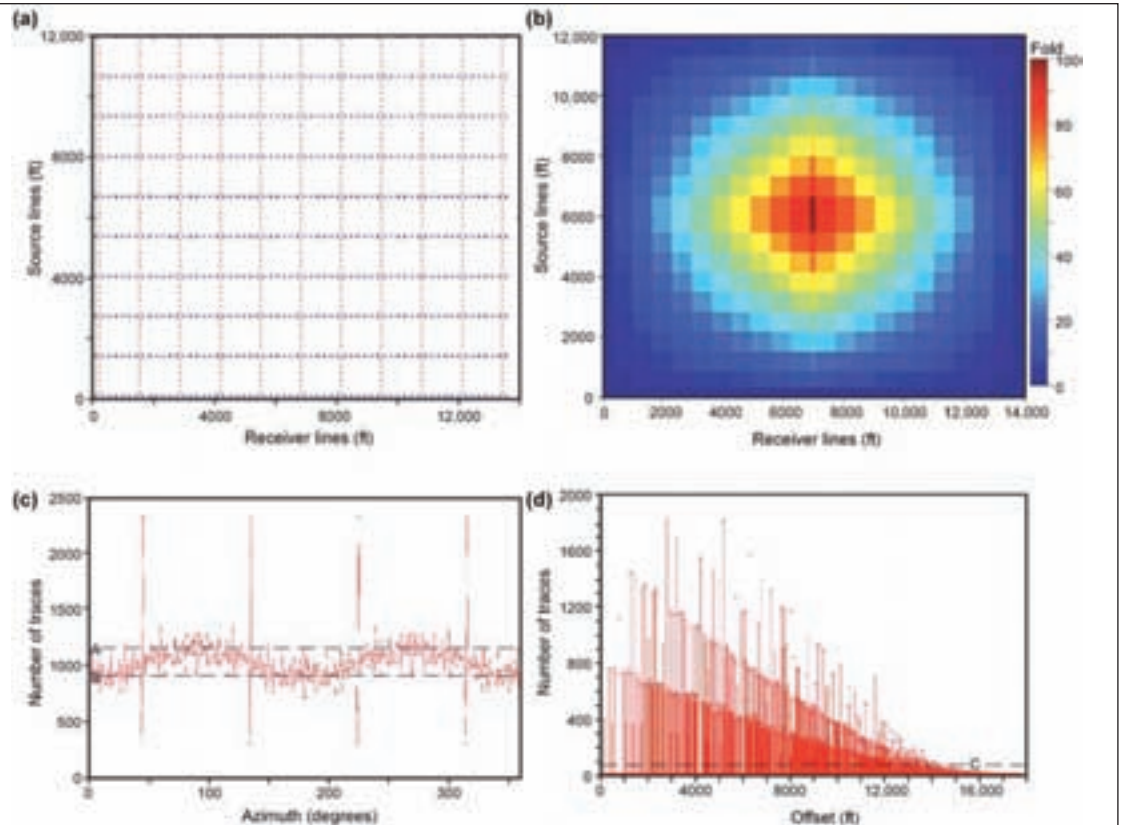 (a)
12,000
8000
4000
0
Source lines (ft)
0 4000 8000 12,000
Receiver lines (ft)
(b)
12,000
10,000
8000
6000
4000
2000
0
Source lines (ft)
0 2000 4000 6000 8000 10,000 12,000 14,000
Receiver lines (ft)
Fold
100
80
60
40
20
0
(c)
2500
2000
1500
1000
500
0
Number of traces
A
B
0 100 200 300
Azimuth (degrees)
(d)
2000
1600
1200
800
400
0
Number of traces
C
0 4000 8000 12,000 16,000
Offset (ft)